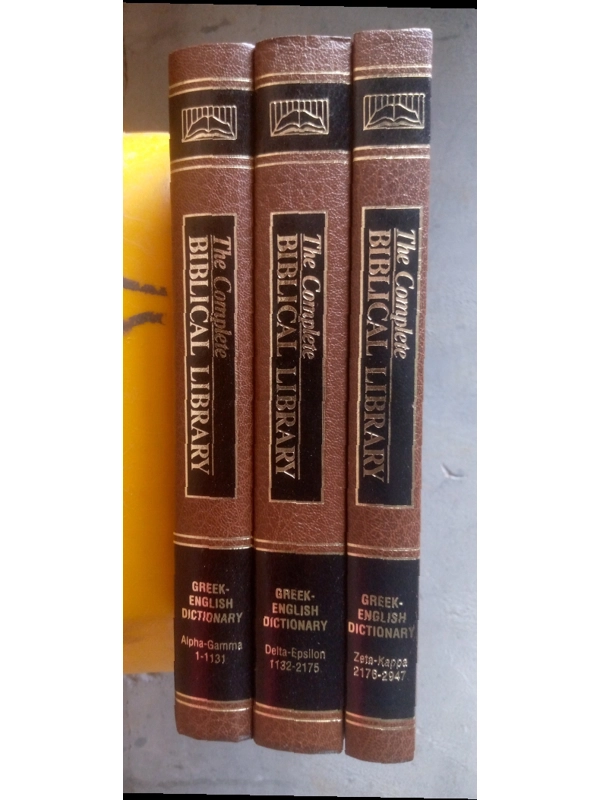 The Complete
BIBLICAL LIBRARY
GREEK-
ENGLISH
DICTIONARY
Alpha-Gamma
1-1131
The Complete
BIBLICAL LIBRARY
GREEK-
ENGLISH
DICTIONARY
Delta-Epsilon
1132-2175
The Complete
BIBLICAL LIBRARY
GREEK-
ENGLISH
DICTIONARY
Zeta-Kappa
2176-2947